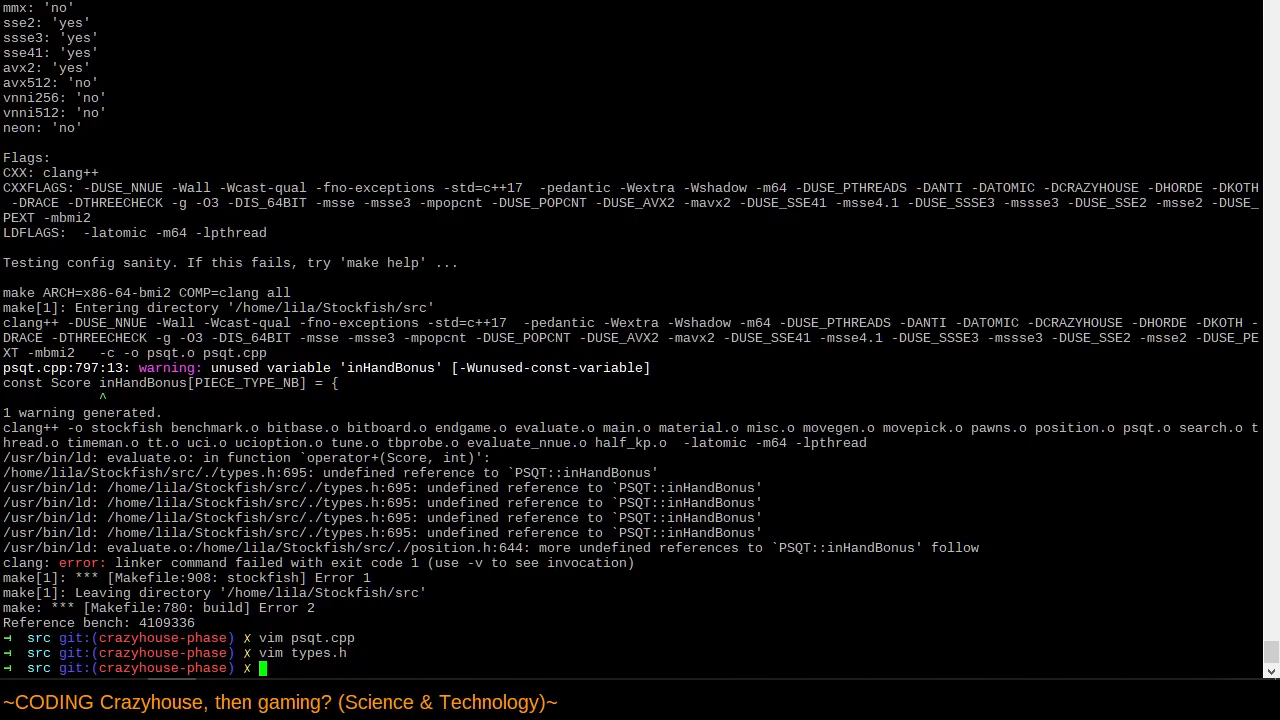 mmx: 'no'
sse2: 'yes'
ssse3: 'yes'
sse41: 'yes'
avx2: 'yes'
avx512: 'no'
vnni256: 'no'
vnni512: 'no'
neon: 'no'
Flags:
CXX: clang++
CXXFLAGS: -DUSE_NNUE -Wall -Wcast-qual -fno-exceptions -std=c++17  -pedantic -Wextra -Wshadow -m64 -DUSE_PTHREADS -DANTI -DATOMIC -DCRAZYHOUSE -DHORDE -DKOTH
 -DRACE -DTHREECHECK -g -O3 -DIS_64BIT -msse -msse3 -mpopcnt -DUSE_POPCNT -DUSE_AVX2 -mavx2 -DUSE_SSE41 -msse4.1 -DUSE_SSSE3 -mssse3 -DUSE_SSE2 -msse2 -DUSE_
PEXT -mbmi2
LDFLAGS:  -latomic -m64 -lpthread
Testing config sanity. If this fails, try 'make help' ...
make ARCH=x86-64-bmi2 COMP=clang all
make[1]: Entering directory '/home/lila/Stockfish/src'
clang++ -DUSE_NNUE -Wall -Wcast-qual -fno-exceptions -std=c++17  -pedantic -Wextra -Wshadow -m64 -DUSE_PTHREADS -DANTI -DATOMIC -DCRAZYHOUSE -DHORDE -DKOTH -
DRACE -DTHREECHECK -g -O3 -DIS_64BIT -msse -msse3 -mpopcnt -DUSE_POPCNT -DUSE_AVX2 -mavx2 -DUSE_SSE41 -msse4.1 -DUSE_SSSE3 -mssse3 -DUSE_SSE2 -msse2 -DUSE_PE
XT -mbmi2   -c -o psqt.o psqt.cpp
psqt.cpp:797:13: warning: unused variable 'inHandBonus' [-Wunused-const-variable]
const Score inHandBonus[PIECE_TYPE_NB] = {
            ^
1 warning generated.
clang++ -o stockfish benchmark.o bitbase.o bitboard.o endgame.o evaluate.o main.o material.o misc.o movegen.o movepick.o pawns.o position.o psqt.o search.o t
hread.o timeman.o tt.o uci.o ucioption.o tune.o tbprobe.o evaluate_nnue.o half_kp.o  -latomic -m64 -lpthread
/usr/bin/ld: evaluate.o: in function `operator+(Score, int)':
/home/lila/Stockfish/src/./types.h:695: undefined reference to `PSQT::inHandBonus'
/usr/bin/ld: /home/lila/Stockfish/src/./types.h:695: undefined reference to `PSQT::inHandBonus'
/usr/bin/ld: /home/lila/Stockfish/src/./types.h:695: undefined reference to `PSQT::inHandBonus'
/usr/bin/ld: /home/lila/Stockfish/src/./types.h:695: undefined reference to `PSQT::inHandBonus'
/usr/bin/ld: /home/lila/Stockfish/src/./types.h:695: undefined reference to `PSQT::inHandBonus'
/usr/bin/ld: evaluate.o:/home/lila/Stockfish/src/./position.h:644: more undefined references to `PSQT::inHandBonus' follow
clang: error: linker command failed with exit code 1 (use -v to see invocation)
make[1]: *** [Makefile:908: stockfish] Error 1
make[1]: Leaving directory '/home/lila/Stockfish/src'
make: *** [Makefile:780: build] Error 2
Reference bench: 4109336
⊣  src git:(crazyhouse-phase) ✗ vim psqt.cpp
⊣  src git:(crazyhouse-phase) ✗ vim types.h
⊣  src git:(crazyhouse-phase) ✗
~CODING Crazyhouse, then gaming? (Science & Technology)~